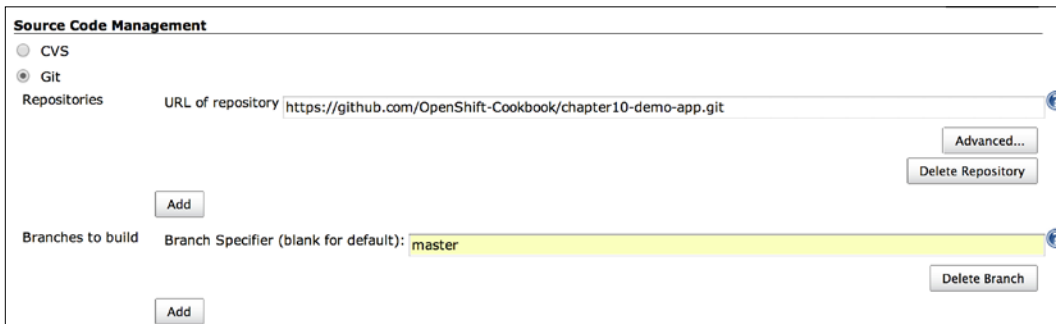 Source Code Management
CVS
Git
Repositories URL of repository https://github.com/OpenShift-Cookbook/chapter10-demo-app.git
Advanced...
Delete Repository
Add
Branches to build Branch Specifier (blank for default): master
Delete Branch
Add